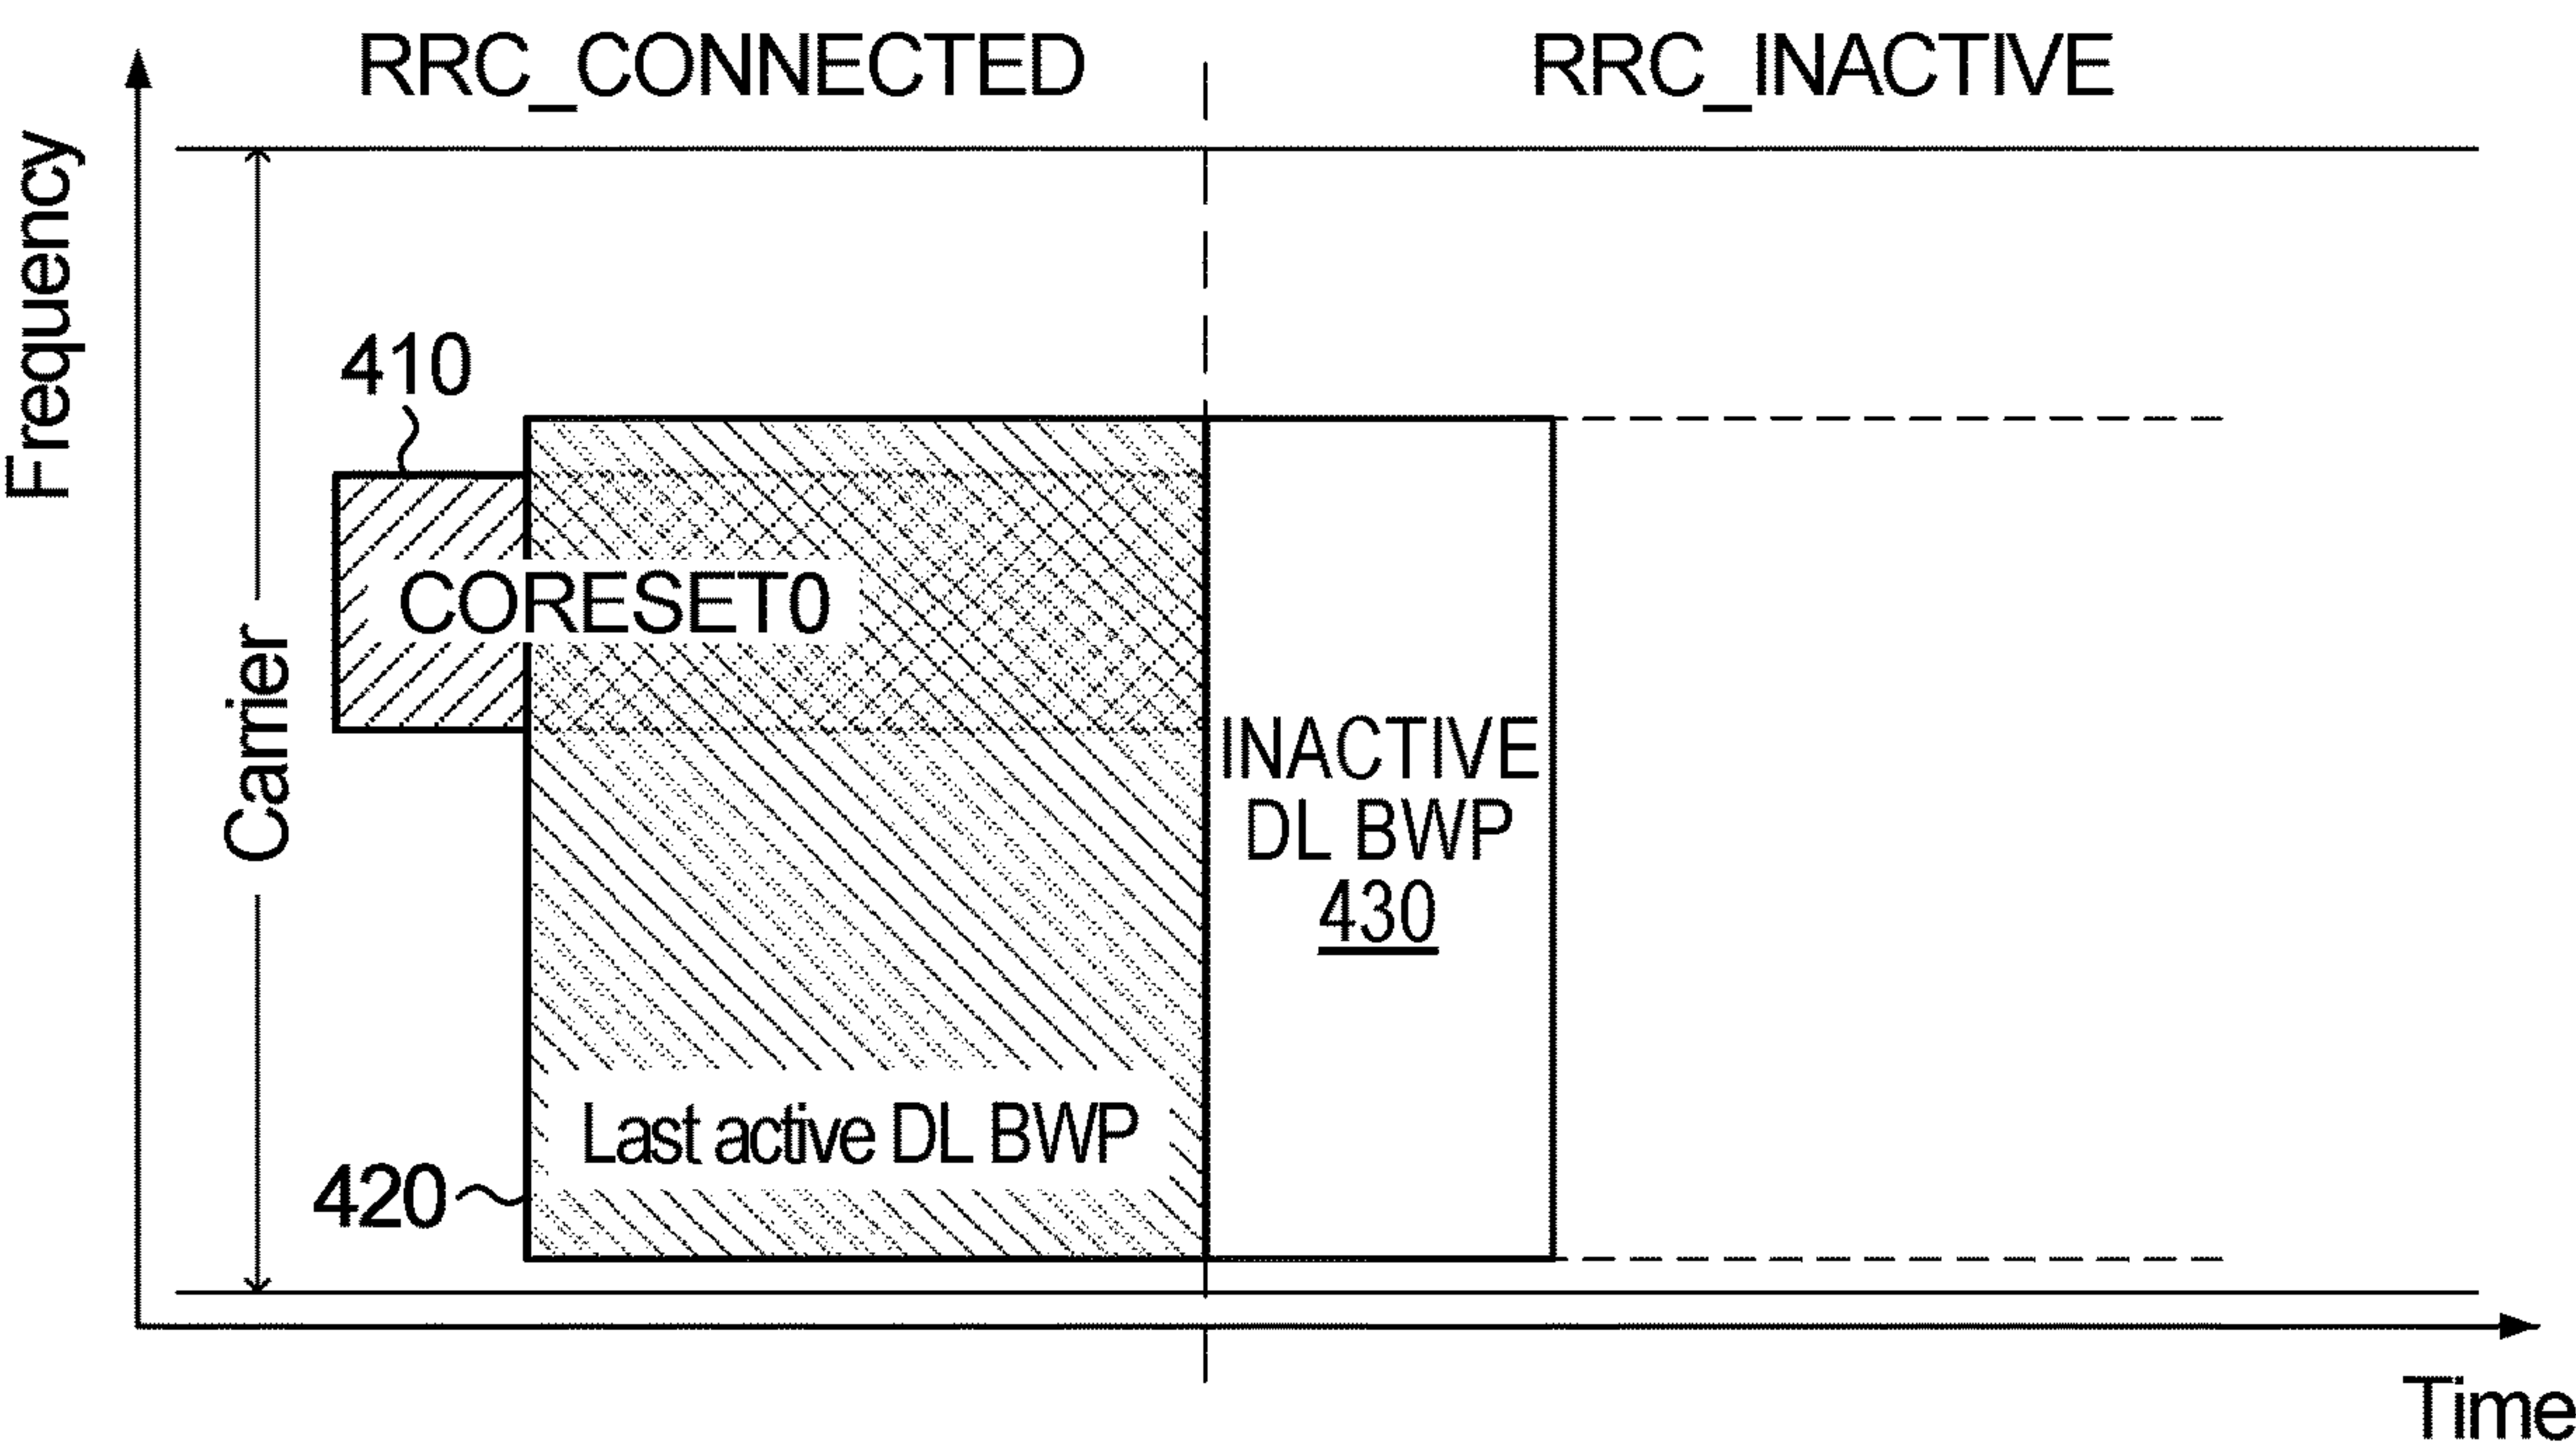 RRC_CONNECTED
RRC_INACTIVE
Frequency
410
Carrier
CORESET0
INACTIVE
DL BWP
430
Last active DL BWP
420
Time